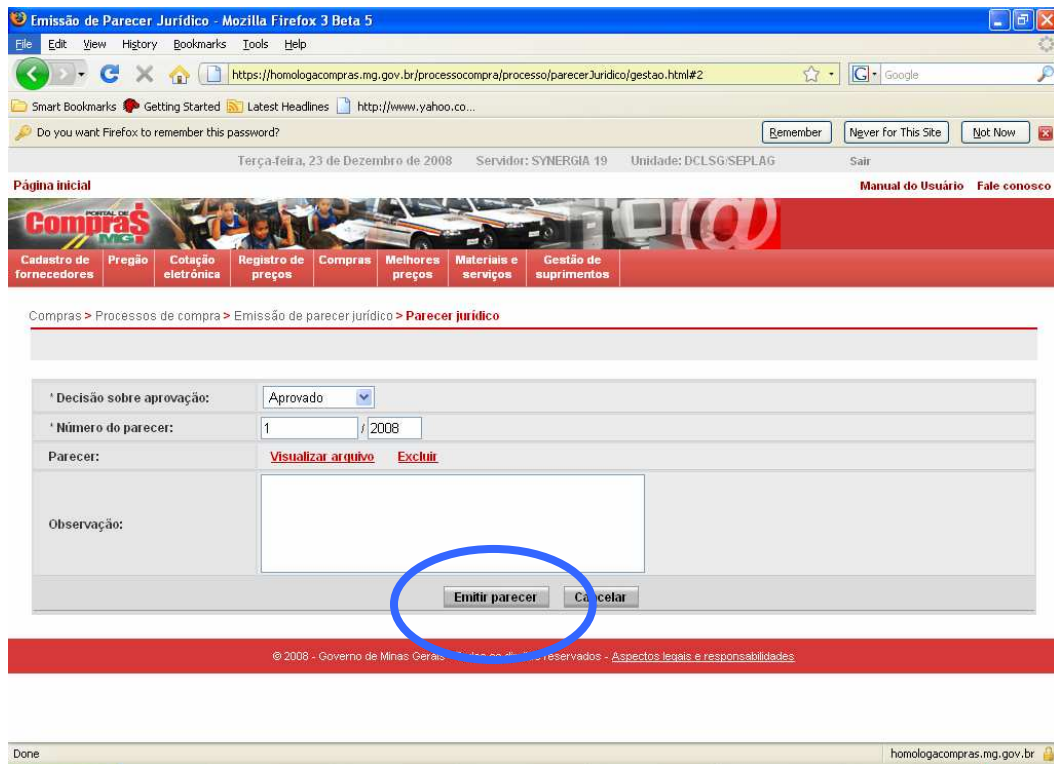 Emissão de Parecer Jurídico - Mozilla Firefox 3 Beta 5
File Edit View History Bookmarks Tools Help
https://homologacompras.mg.gov.br/processocompra/processo/parecerJuridico/gestao.html#2
G Google
Smart Bookmarks Getting Started Latest Headlines http://www.yahoo.co...
Do you want Firefox to remember this password? Remember Never for This Site Not Now
Terça-feira, 23 de Dezembro de 2008 Servidor: SYNERGIA 19 Unidade: DCLSG/SEPLAG Sair
Página inicial Manual do Usuário Fale conosco
PORTAL DE
Compra$
MG
@
Cadastro de fornecedores Pregão Cotação eletrônica Registro de preços Compras Melhores preços Materiais e serviços Gestão de suprimentos
Compras > Processos de compra > Emissão de parecer jurídico > Parecer jurídico
* Decisão sobre aprovação: Aprovado
* Número do parecer: 1 / 2008
Parecer: Visualizar arquivo Excluir
Observação:
Emitir parecer Cancelar
© 2008 - Governo de Minas Gerais - reservados - Aspectos legais e responsabilidades
Done homologacompras.mg.gov.br